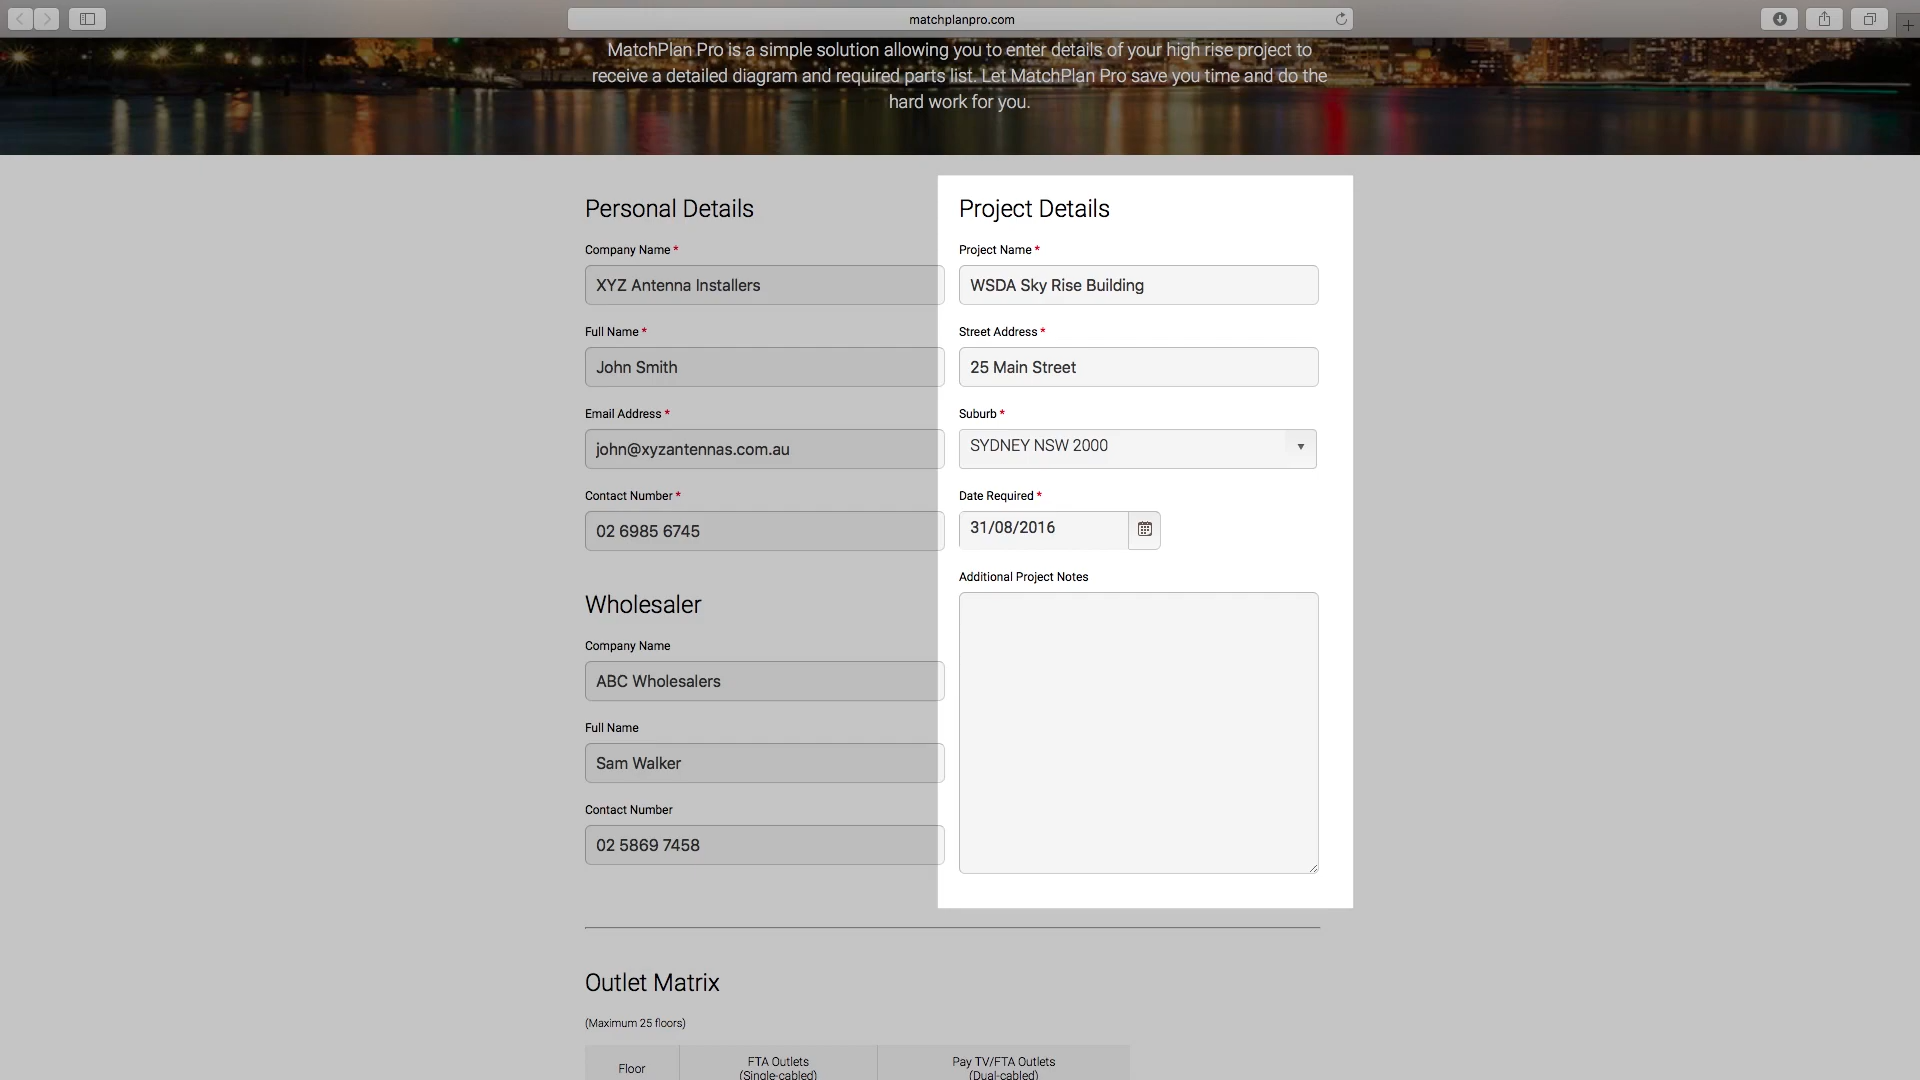 matchplanpro.com
MatchPlan Pro is a simple solution allowing you to enter details of your high rise project to
receive a detailed diagram and required parts list. Let MatchPlan Pro save you time and do the
hard work for you.
Personal Details
Company Name *
XYZ Antenna Installers
Full Name *
John Smith
Email Address *
john@xyzantennas.com.au
Contact Number *
02 6985 6745
Wholesaler
Company Name
ABC Wholesalers
Full Name
Sam Walker
Contact Number
02 5869 7458
Project Details
Project Name *
WSDA Sky Rise Building
Street Address *
25 Main Street
Suburb *
SYDNEY NSW 2000
Date Required *
31/08/2016
Additional Project Notes
Outlet Matrix
(Maximum 25 floors)
Floor
FTA Outlets
(Single-cabled)
Pay TV/FTA Outlets
(Dual-cabled)